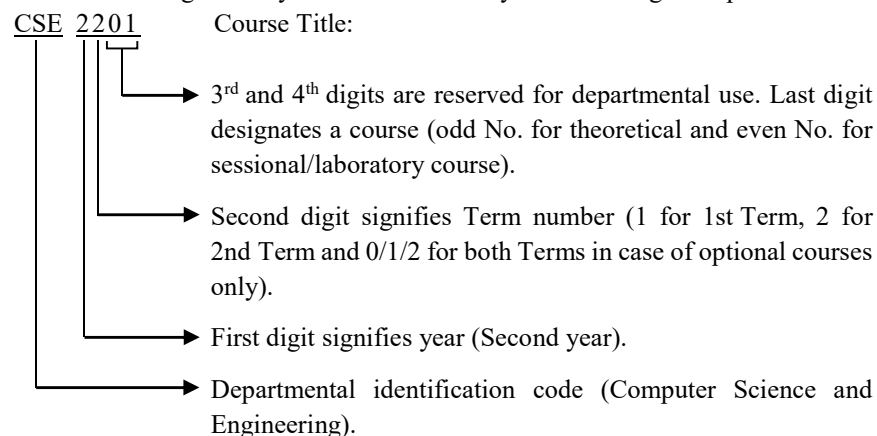 CSE 2201 Course Title:
3rd and 4th digits are reserved for departmental use. Last digit
designates a course (odd No. for theoretical and even No. for
sessional/laboratory course).
Second digit signifies Term number (1 for 1st Term, 2 for
2nd Term and 0/1/2 for both Terms in case of optional courses
only).
First digit signifies year (Second year).
Departmental identification code (Computer Science and
Engineering).